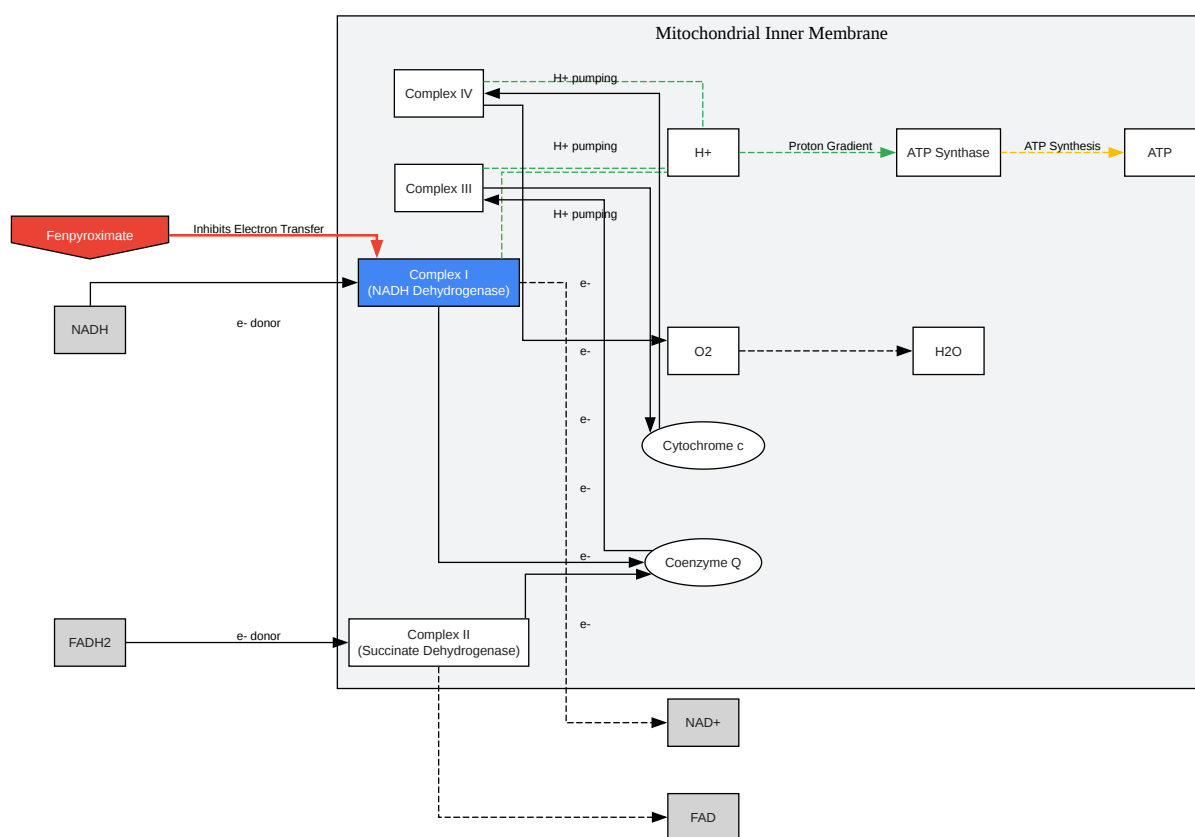 Mitochondrial Inner Membrane
H+ pumping
Complex IV
H+ pumping
H+
Proton Gradient
ATP Synthase
ATP Synthesis
ATP
Complex III
H+ pumping
Fenpyroximate
Inhibits Electron Transfer
Complex I
(NADH Dehydrogenase)
e-
NADH
e- donor
e-
O2
H2O
e-
Cytochrome c
e-
e-
Coenzyme Q
e-
FADH2
e- donor
Complex II
(Succinate Dehydrogenase)
NAD+
FAD